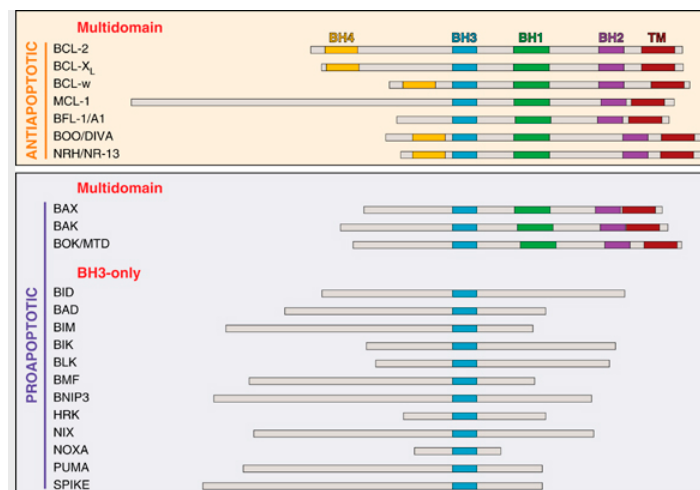 Multidomain
BH4 BH3 BH1 BH2 TM
BCL-2
BCL-XL
BCL-w
MCL-1
BFL-1/A1
BOO/DIVA
NRH/NR-13
ANTIAPOPTOTIC
Multidomain
BAX
BAK
BOK/MTD
BH3-only
BID
BAD
BIM
BIK
BLK
BMF
BNIP3
HRK
NIX
NOXA
PUMA
SPIKE
PROAPOPTOTIC